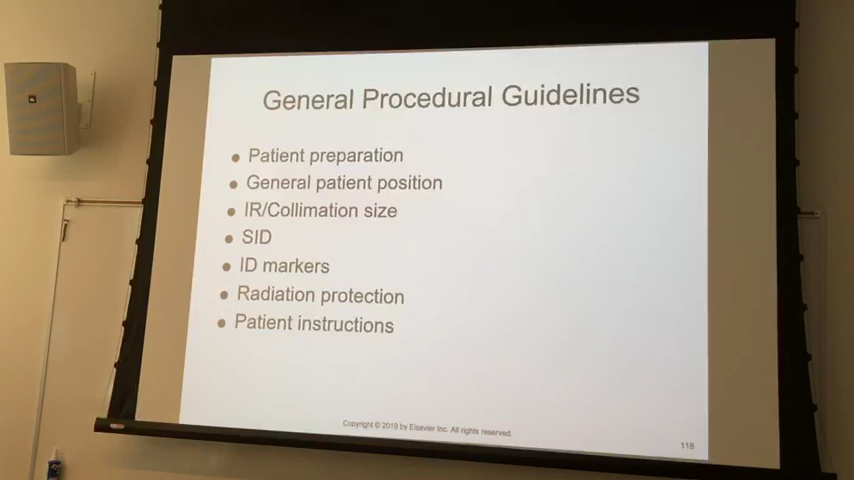 General Procedural Guidelines
● Patient preparation
● General patient position
● IR/Collimation size
● SID
● ID markers
● Radiation protection
● Patient instructions
Copyright © 2019 by Elsevier Inc. All rights reserved.
118